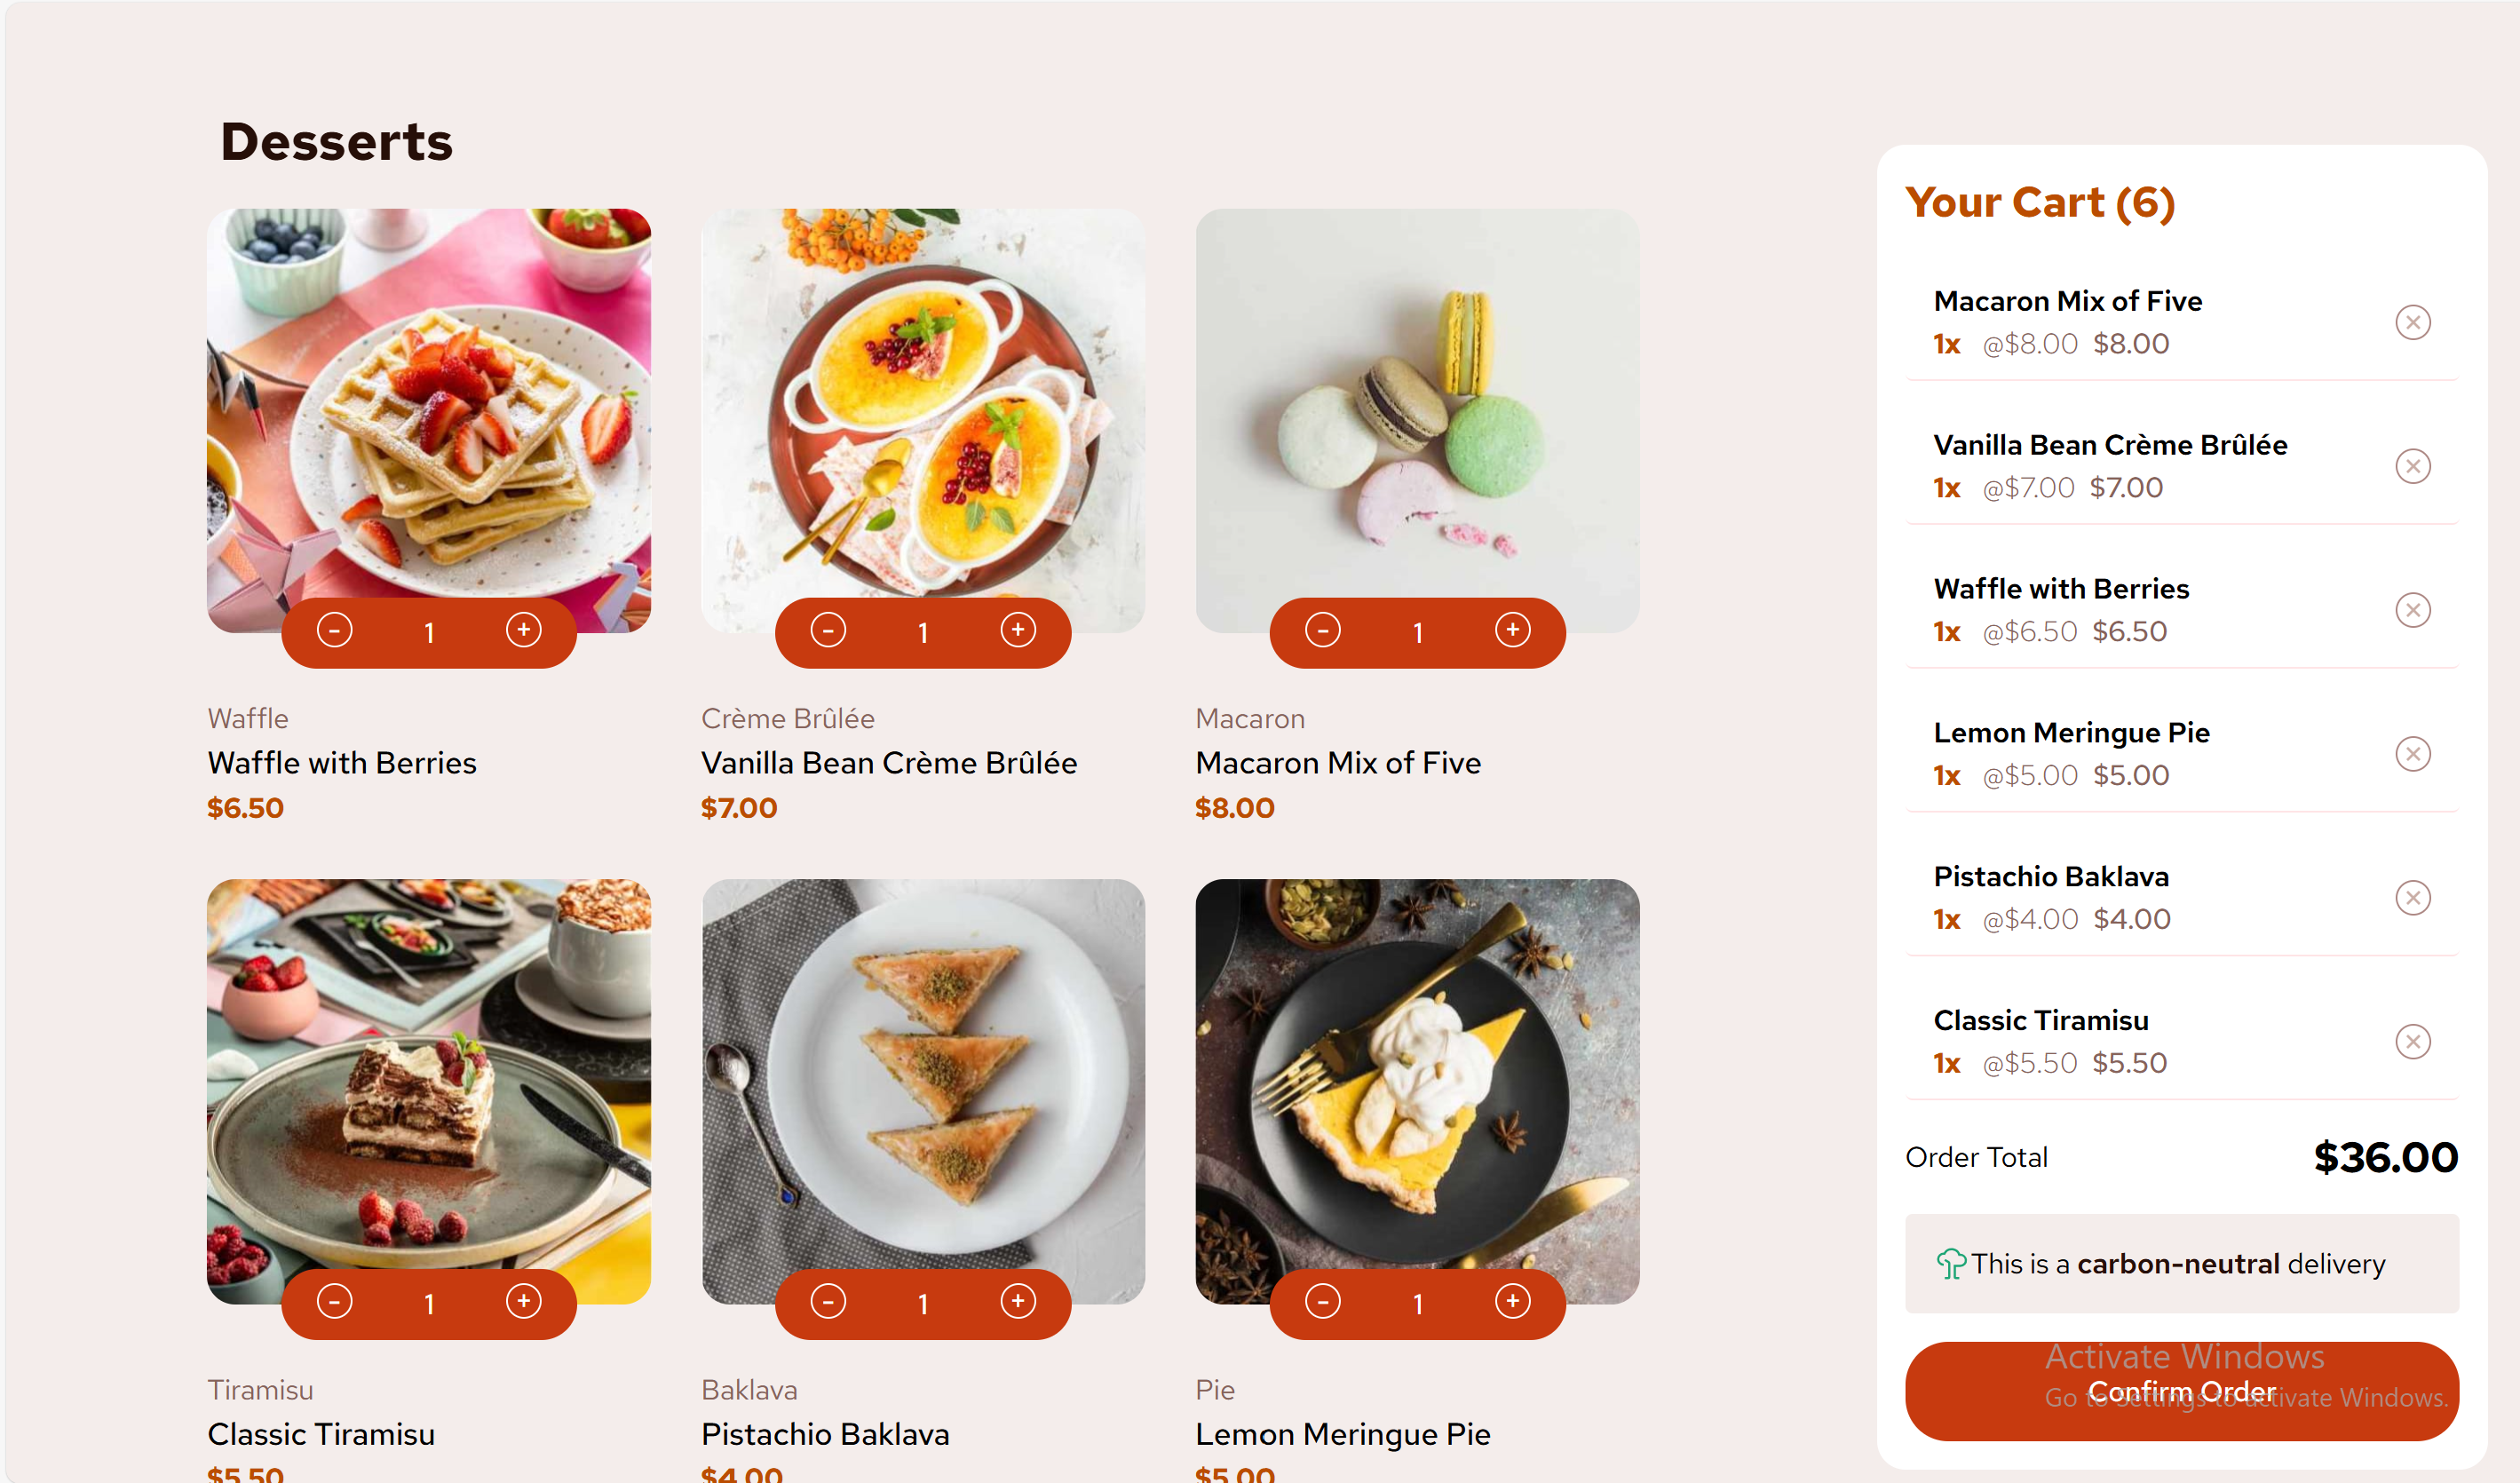 Desserts
- 1 +
Waffle
Waffle with Berries
$6.50
- 1 +
Crème Brûlée
Vanilla Bean Crème Brûlée
$7.00
- 1 +
Macaron
Macaron Mix of Five
$8.00
- 1 +
Tiramisu
Classic Tiramisu
$5.50
- 1 +
Baklava
Pistachio Baklava
$4.00
- 1 +
Pie
Lemon Meringue Pie
$5.00
Your Cart (6)
Macaron Mix of Five
1x @$8.00 $8.00
Vanilla Bean Crème Brûlée
1x @$7.00 $7.00
Waffle with Berries
1x @$6.50 $6.50
Lemon Meringue Pie
1x @$5.00 $5.00
Pistachio Baklava
1x @$4.00 $4.00
Classic Tiramisu
1x @$5.50 $5.50
Order Total $36.00
This is a carbon-neutral delivery
Confirm Order
Activate Windows
Go to Settings to activate Windows.